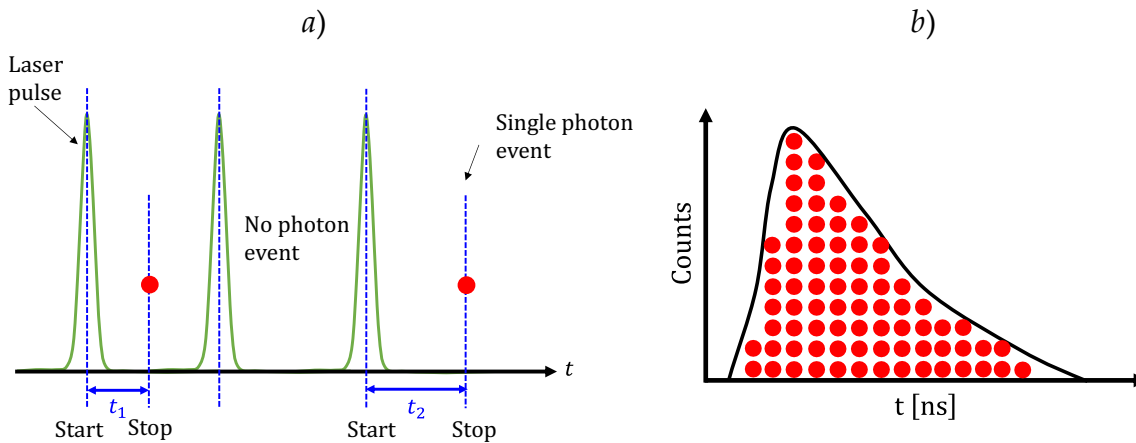 a)
Laser
pulse
Single photon
event
No photon
event
t
t1
t2
Start
Stop
Start
Stop
b)
Counts
t [ns]